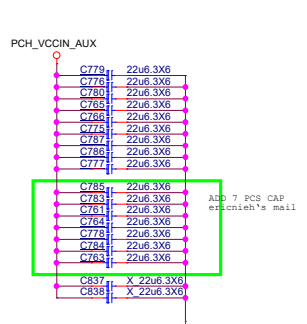 PCH_VCCIN_AUX
C779 22u6.3X6
C776 22u6.3X6
C780 22u6.3X6
C765 22u6.3X6
C766 22u6.3X6
C775 22u6.3X6
C787 22u6.3X6
C786 22u6.3X6
C777 22u6.3X6
C785 22u6.3X6
C783 22u6.3X6
C761 22u6.3X6
C764 22u6.3X6
C778 22u6.3X6
C784 22u6.3X6
C763 22u6.3X6
ADD 7 PCS CAP
ericnieh's mail
C837 X_22u6.3X6
C838 X_22u6.3X6